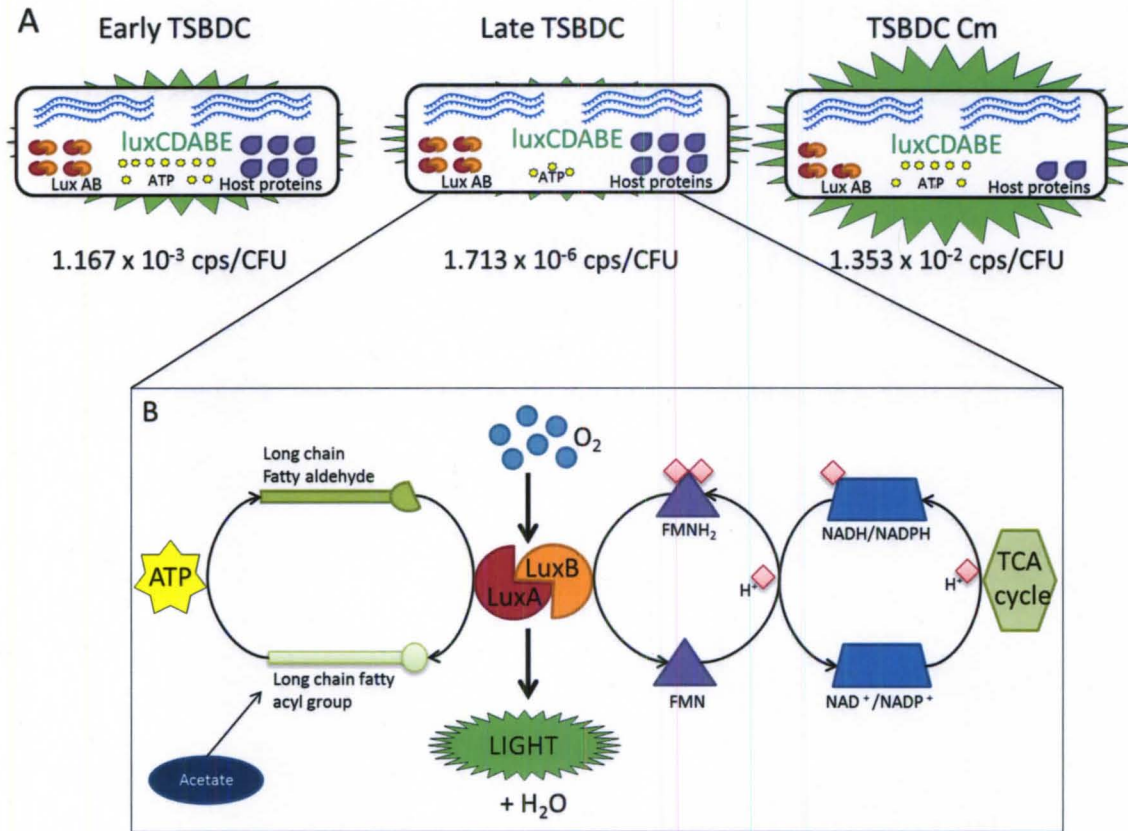 A
Early TSBDC
Late TSBDC
TSBDC Cm
luxCDABE
Lux AB
ATP
Host proteins
luxCDABE
Lux AB
ATP
Host proteins
luxCDABE
Lux AB
ATP
Host proteins
1.167 x 10⁻³ cps/CFU
1.713 x 10⁻⁶ cps/CFU
1.353 x 10⁻² cps/CFU
B
O₂
Long chain
Fatty aldehyde
ATP
LuxB
LuxA
FMNH₂
NADH/NADPH
H⁺
H⁺
TCA
cycle
Long chain fatty
acyl group
FMN
NAD⁺/NADP⁺
Acetate
LIGHT
+ H₂O